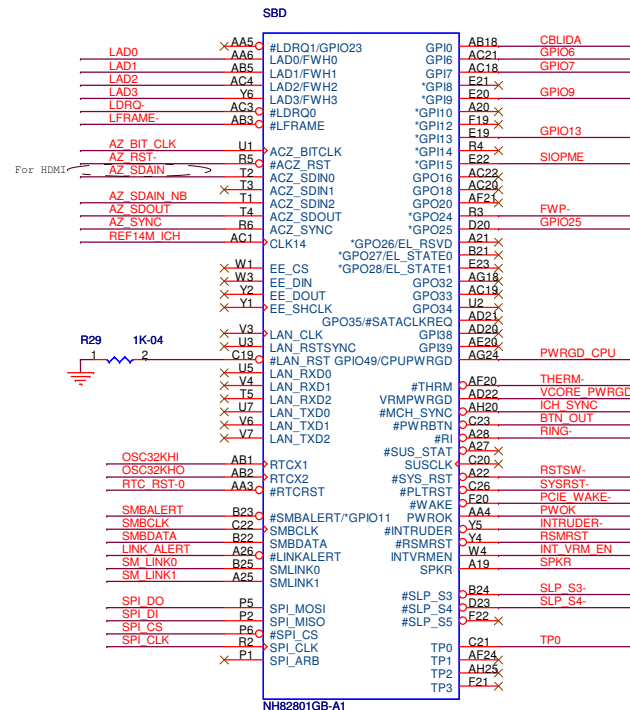 SBD
AA5 #LDRQ1/GPIO23
LAD0 AA6 LAD0/FWH0
LAD1 AB5 LAD1/FWH1
LAD2 AC4 LAD2/FWH2
LAD3 Y6 LAD3/FWH3
LDRQ- AC3 #LDRQ0
LFRAME- AB3 #LFRAME
AZ_BIT_CLK U1 ACZ_BITCLK
AZ_RST- R5 #ACZ_RST
For HDMI AZ_SDAIN T2 ACZ_SDIN0
T3 ACZ_SDIN1
AZ_SDAIN_NB T1 ACZ_SDIN2
AZ_SDOUT T4 ACZ_SDOUT
AZ_SYNC R6 ACZ_SYNC
REF14M_ICH AC1 CLK14
W1 EE_CS
W3 EE_DIN
Y2 EE_DOUT
Y1 EE_SHCLK
V3 LAN_CLK
U3 LAN_RSTSYNC
R29 1K-04
1 2 C19 #LAN_RST
U5 LAN_RXD0
V4 LAN_RXD1
T5 LAN_RXD2
U7 LAN_TXD0
V6 LAN_TXD1
V7 LAN_TXD2
OSC32KHI AB1 RTCX1
OSC32KHO AB2 RTCX2
RTC_RST-0 AA3 #RTCRST
SMBALERT B23 #SMBALERT/*GPIO11
SMBCLK C22 SMBCLK
SMBDATA B22 SMBDATA
LINK_ALERT A26 #LINKALERT
SM_LINK0 B25 SMLINK0
SM_LINK1 A25 SMLINK1
SPI_DO P5 SPI_MOSI
SPI_DI P2 SPI_MISO
SPI_CS P6 #SPI_CS
SPI_CLK R2 SPI_CLK
P1 SPI_ARB
GPI0 AB18 CBLIDA
GPI6 AC21 GPIO6
GPI7 AC18 GPIO7
*GPI8 E21
*GPI9 E20 GPIO9
*GPI10 A20
*GPI12 F19
*GPI13 E19 GPIO13
*GPI14 R4
*GPI15 E22 SIOPME
GPO16 AC22
GPO18 AC20
GPO20 AF21
*GPO24 R3 FWP-
*GPO25 D20 GPIO25
*GPO26/EL_RSVD A21
*GPO27/EL_STATE0 B21
*GPO28/EL_STATE1 E23
GPO32 AG18
GPO33 AC19
GPO34 U2
GPO35/#SATACLKREQ AD21
GPI38 AD20
GPI39 AE20
GPIO49/CPUPWRGD AG24 PWRGD_CPU
#THRM AF20 THERM-
VRMPWRGD AD22 VCORE_PWRGD
#MCH_SYNC AH20 ICH_SYNC
#PWRBTN C23 BTN_OUT
#RI A28 RING-
#SUS_STAT A27
SUSCLK C20
#SYS_RST A22 RSTSW-
#PLTRST C26 SYSRST-
#WAKE F20 PCIE_WAKE-
PWROK AA4 PWOK
#INTRUDER Y5 INTRUDER-
#RSMRST Y4 RSMRST
INTVRMEN W4 INT_VRM_EN
SPKR A19 SPKR
#SLP_S3 B24 SLP_S3-
#SLP_S4 D23 SLP_S4-
#SLP_S5 F22
TP0 C21 TP0
TP1 AF24
TP2 AH25
TP3 F21
NH82801GB-A1